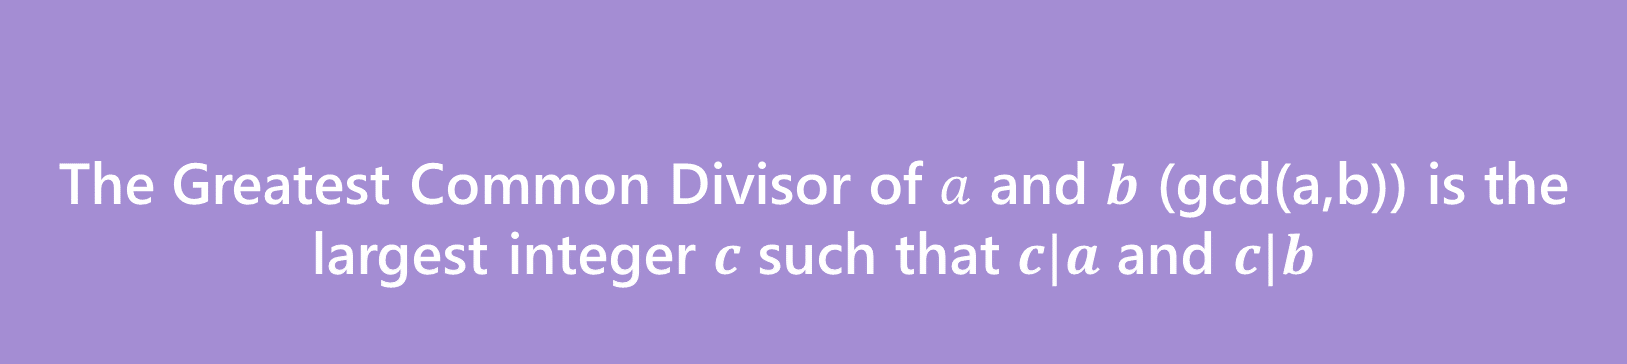 The Greatest Common Divisor of a and b (gcd(a,b)) is the
largest integer c such that c|a and c|b